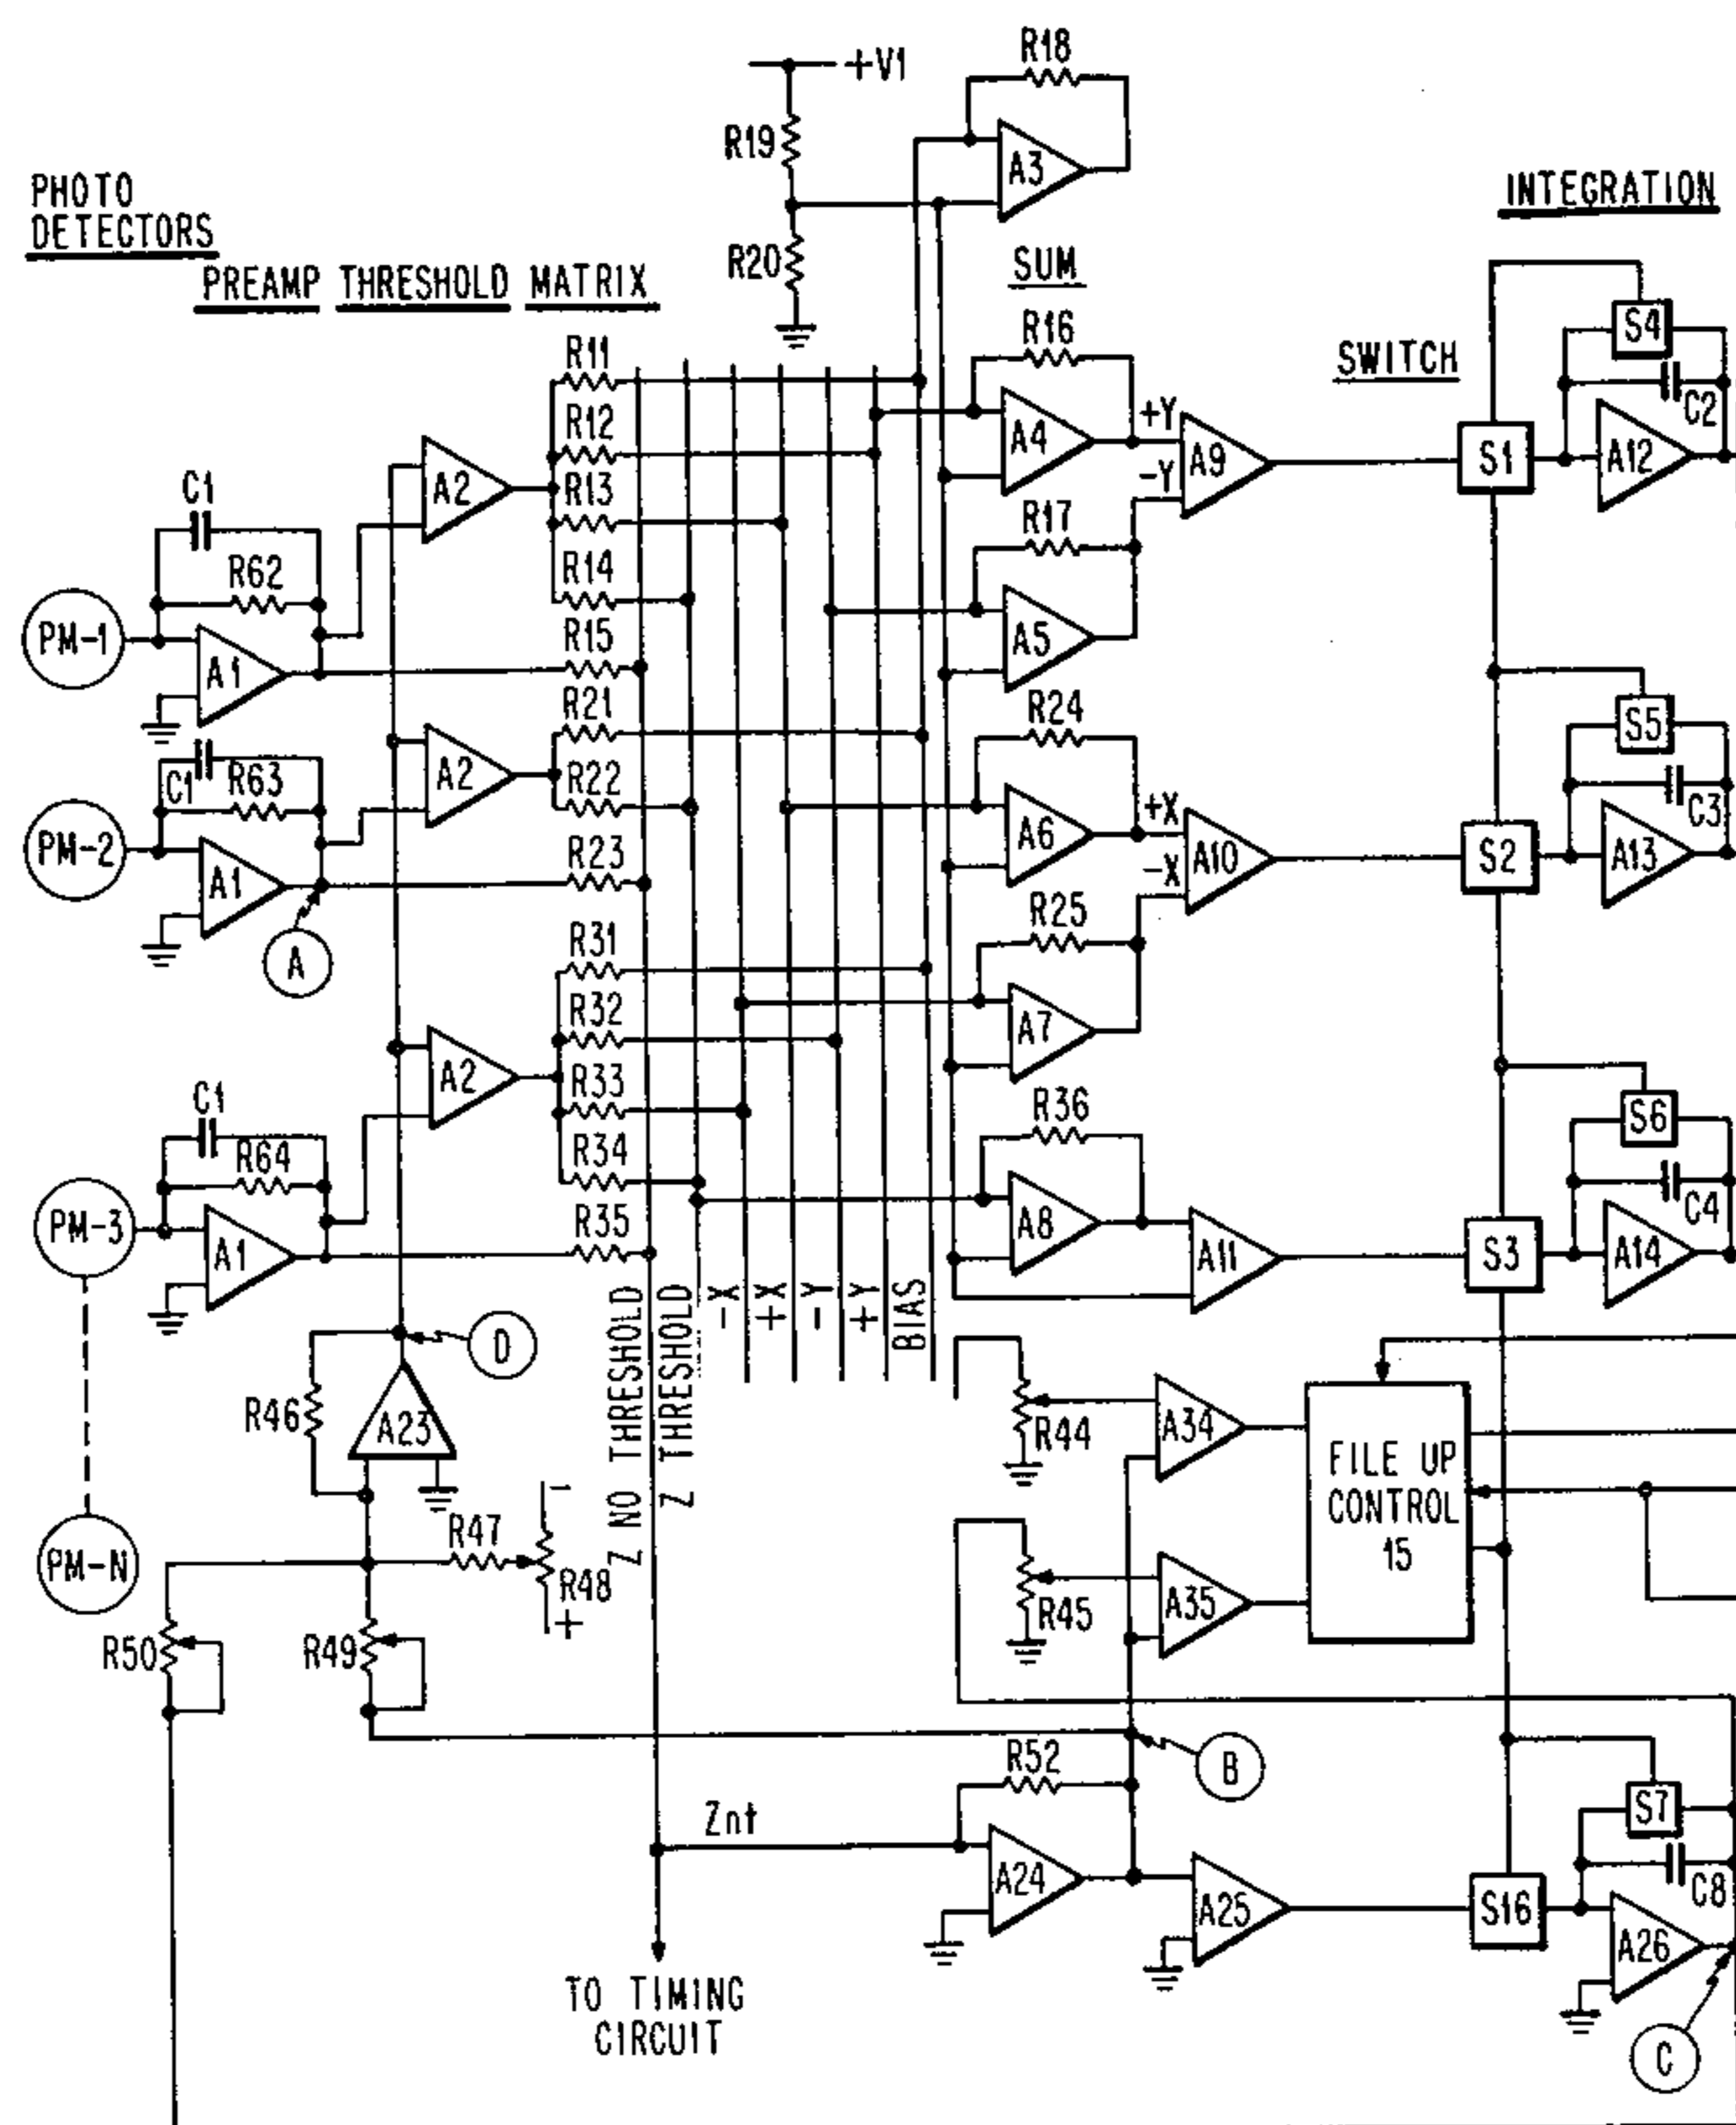 +V1
R18
R19
A3
PHOTO
DETECTORS
INTEGRATION
R20
SUM
PREAMP THRESHOLD MATRIX
R16
S4
R11
SWITCH
C2
R12
A4
+Y
A9
S1
A12
A2
-Y
C1
R13
R17
R62
R14
PM-1
R15
A5
A1
R21
R24
S5
C1
R63
A2
R22
C3
+X
A6
PM-2
A10
S2
A13
A1
R23
-X
R25
A
R31
R32
A7
A2
R33
R36
S6
C1
R64
R34
C4
PM-3
R35
A8
A11
S3
A14
A1
Z NO THRESHOLD
Z THRESHOLD
-X
+X
-Y
+Y
BIAS
D
R46
A23
R44
A34
FILE UP
CONTROL
15
-
R47
R48
+
PM-N
R45
A35
R50
R49
B
R52
Znt
S7
A24
A25
S16
C8
A26
TO TIMING
CIRCUIT
C